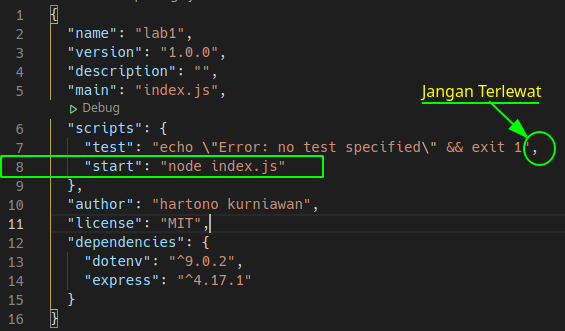 1 {
2 "name": "lab1",
3 "version": "1.0.0",
4 "description": "",
5 "main": "index.js",
Jangan Terlewat
Debug
6 "scripts": {
7 "test": "echo \"Error: no test specified\" && exit 1",
8 "start": "node index.js"
9 },
10 "author": "hartono kurniawan",
11 "license": "MIT",
12 "dependencies": {
13 "dotenv": "^9.0.2",
14 "express": "^4.17.1"
15 }
16 }